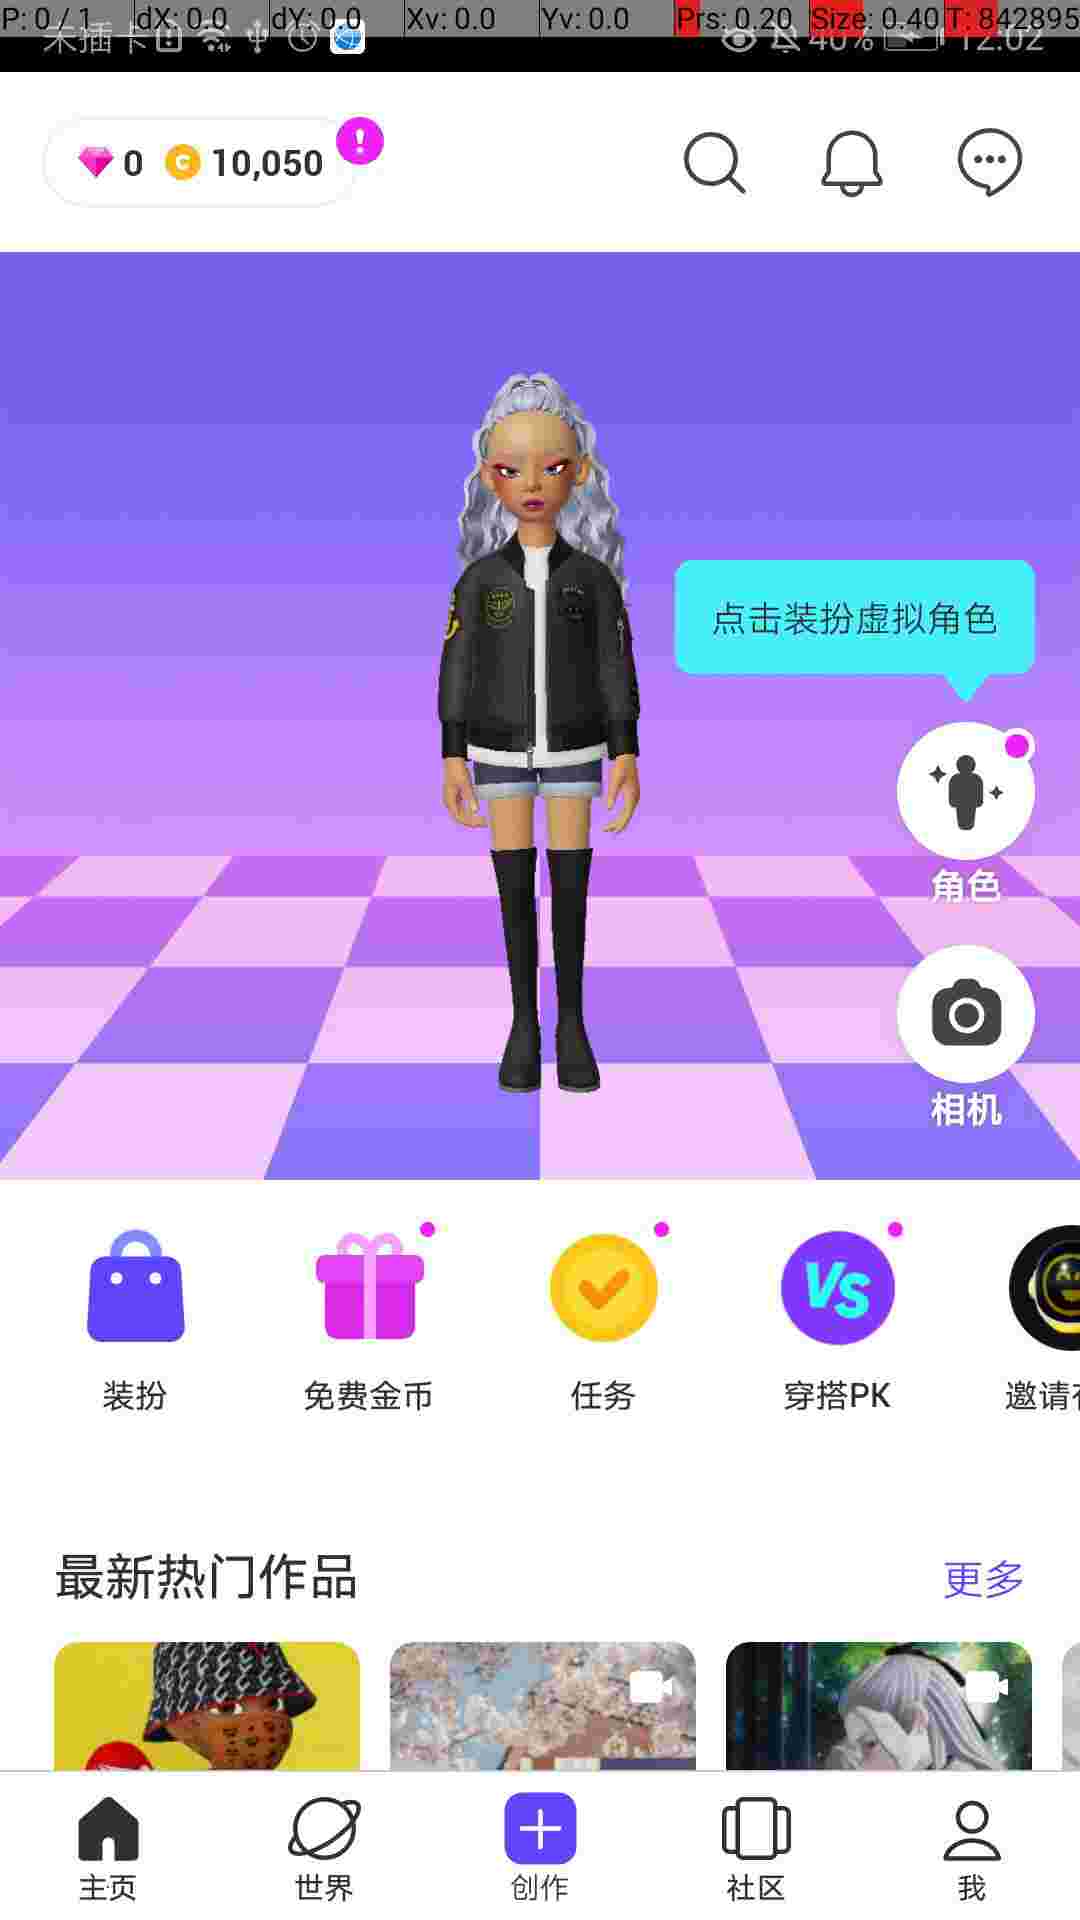 P: 0 / 1 dX: 0.0 dY: 0.0 Xv: 0.0 Yv: 0.0 Prs: 0.20 Size: 0.40 T: 842895
未插卡 40% 12:02
0 10,050
点击装扮虚拟角色
角色
相机
VS
装扮 免费金币 任务 穿搭PK 邀请
最新热门作品 更多
主页 世界 创作 社区 我